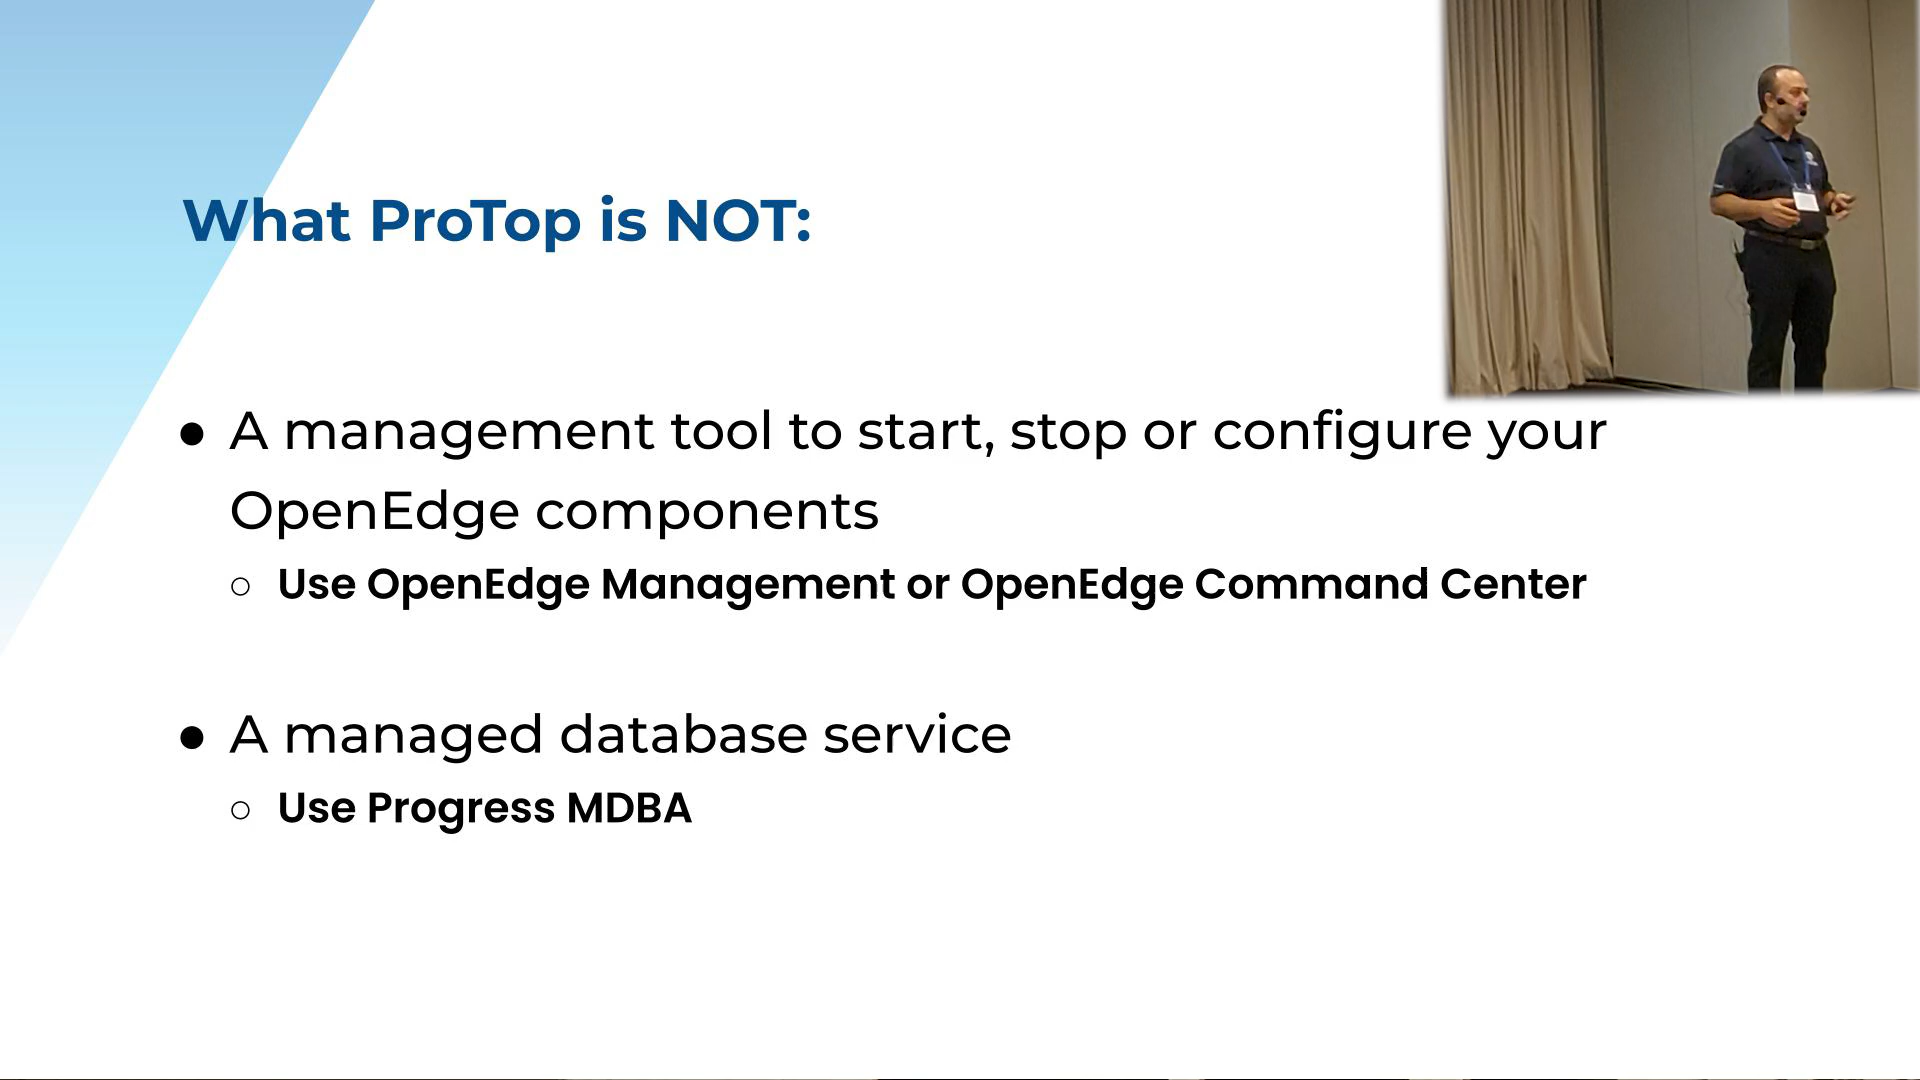 What ProTop is NOT:
● A management tool to start, stop or configure your
OpenEdge components
○ Use OpenEdge Management or OpenEdge Command Center
● A managed database service
○ Use Progress MDBA